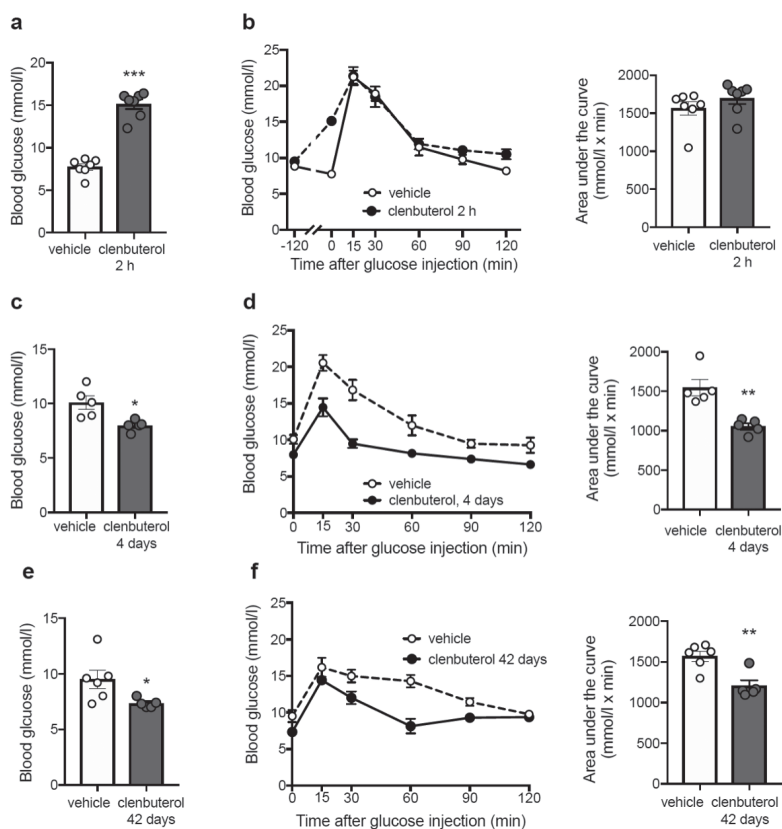 a
Blood glcuose (mmol/l)
20
15
10
5
0
***
vehicle
clenbuterol
2 h
b
Blood glucose (mmol/l)
25
20
15
10
5
0
vehicle
clenbuterol 2 h
-120
0
15
30
60
90
120
Time after glucose injection (min)
Area under the curve
(mmol/l x min)
2000
1500
1000
500
0
vehicle
clenbuterol
2 h
c
Blood glcuose (mmol/l)
15
10
5
0
*
vehicle
clenbuterol
4 days
d
Blood glucose (mmol/l)
25
20
15
10
5
0
vehicle
clenbuterol, 4 days
0
15
30
60
90
120
Time after glucose injection (min)
Area under the curve
(mmol/l x min)
2000
1500
1000
500
0
**
vehicle
clenbuterol
4 days
e
Blood glcuose (mmol/l)
15
10
5
0
*
vehicle
clenbuterol
42 days
f
Blood glucose (mmol/l)
25
20
15
10
5
0
vehicle
clenbuterol 42 days
0
15
30
60
90
120
Time after glucose injection (min)
Area under the curve
(mmol/l x min)
2000
1500
1000
500
0
**
vehicle
clenbuterol
42 days